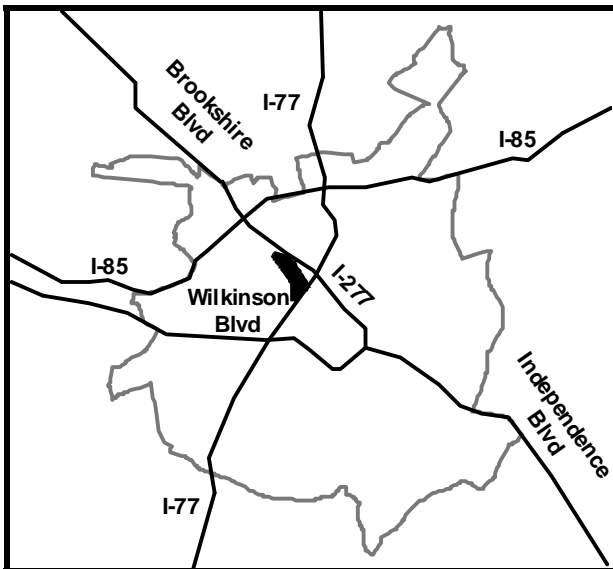 Brookshire
Blvd
I-77
I-85
I-85
I-277
Wilkinson
Blvd
Independence
Blvd
I-77